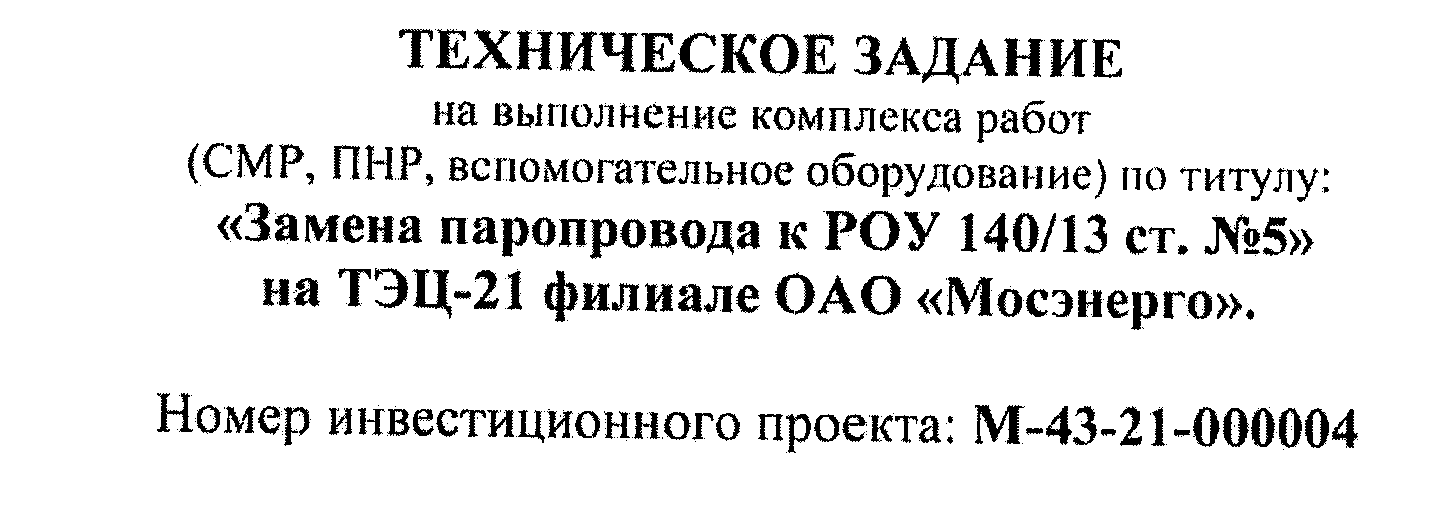 ТЕХНИЧЕСКОЕ ЗАДАНИЕ
на выполнение комплекса работ
(СМР, ПНР, вспомогательное оборудование) по титулу:
«Замена паропровода к РОУ 140/13 ст. №5»
на ТЭЦ-21 филиале ОАО «Мосэнерго».
Номер инвестиционного проекта: М-43-21-000004